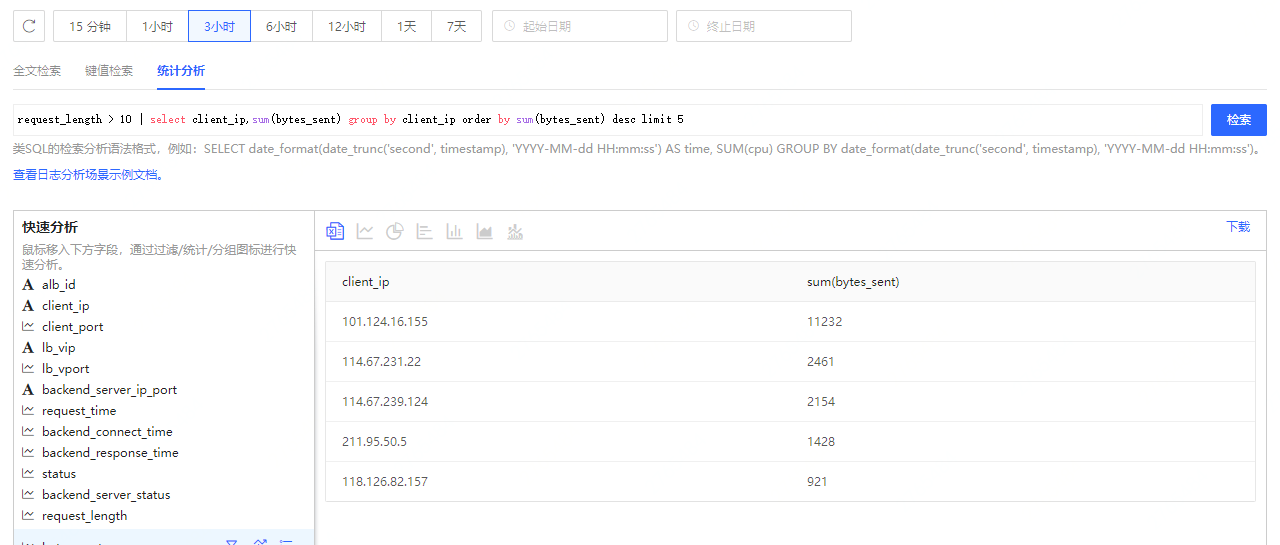 15 分钟 1小时 3小时 6小时 12小时 1天 7天 起始日期 终止日期
全文检索 键值检索 统计分析
request_length > 10 | select client_ip,sum(bytes_sent) group by client_ip order by sum(bytes_sent) desc limit 5 检索
类SQL的检索分析语法格式，例如：SELECT date_format(date_trunc('second', timestamp), 'YYYY-MM-dd HH:mm:ss') AS time, SUM(cpu) GROUP BY date_format(date_trunc('second', timestamp), 'YYYY-MM-dd HH:mm:ss')。
查看日志分析场景示例文档。
快速分析
鼠标移入下方字段，通过过滤/统计/分组图标进行快
速分析。
A alb_id
A client_ip
client_port
A lb_vip
lb_vport
A backend_server_ip_port
request_time
backend_connect_time
backend_response_time
status
backend_server_status
request_length
下载
client_ip sum(bytes_sent)
101.124.16.155 11232
114.67.231.22 2461
114.67.239.124 2154
211.95.50.5 1428
118.126.82.157 921